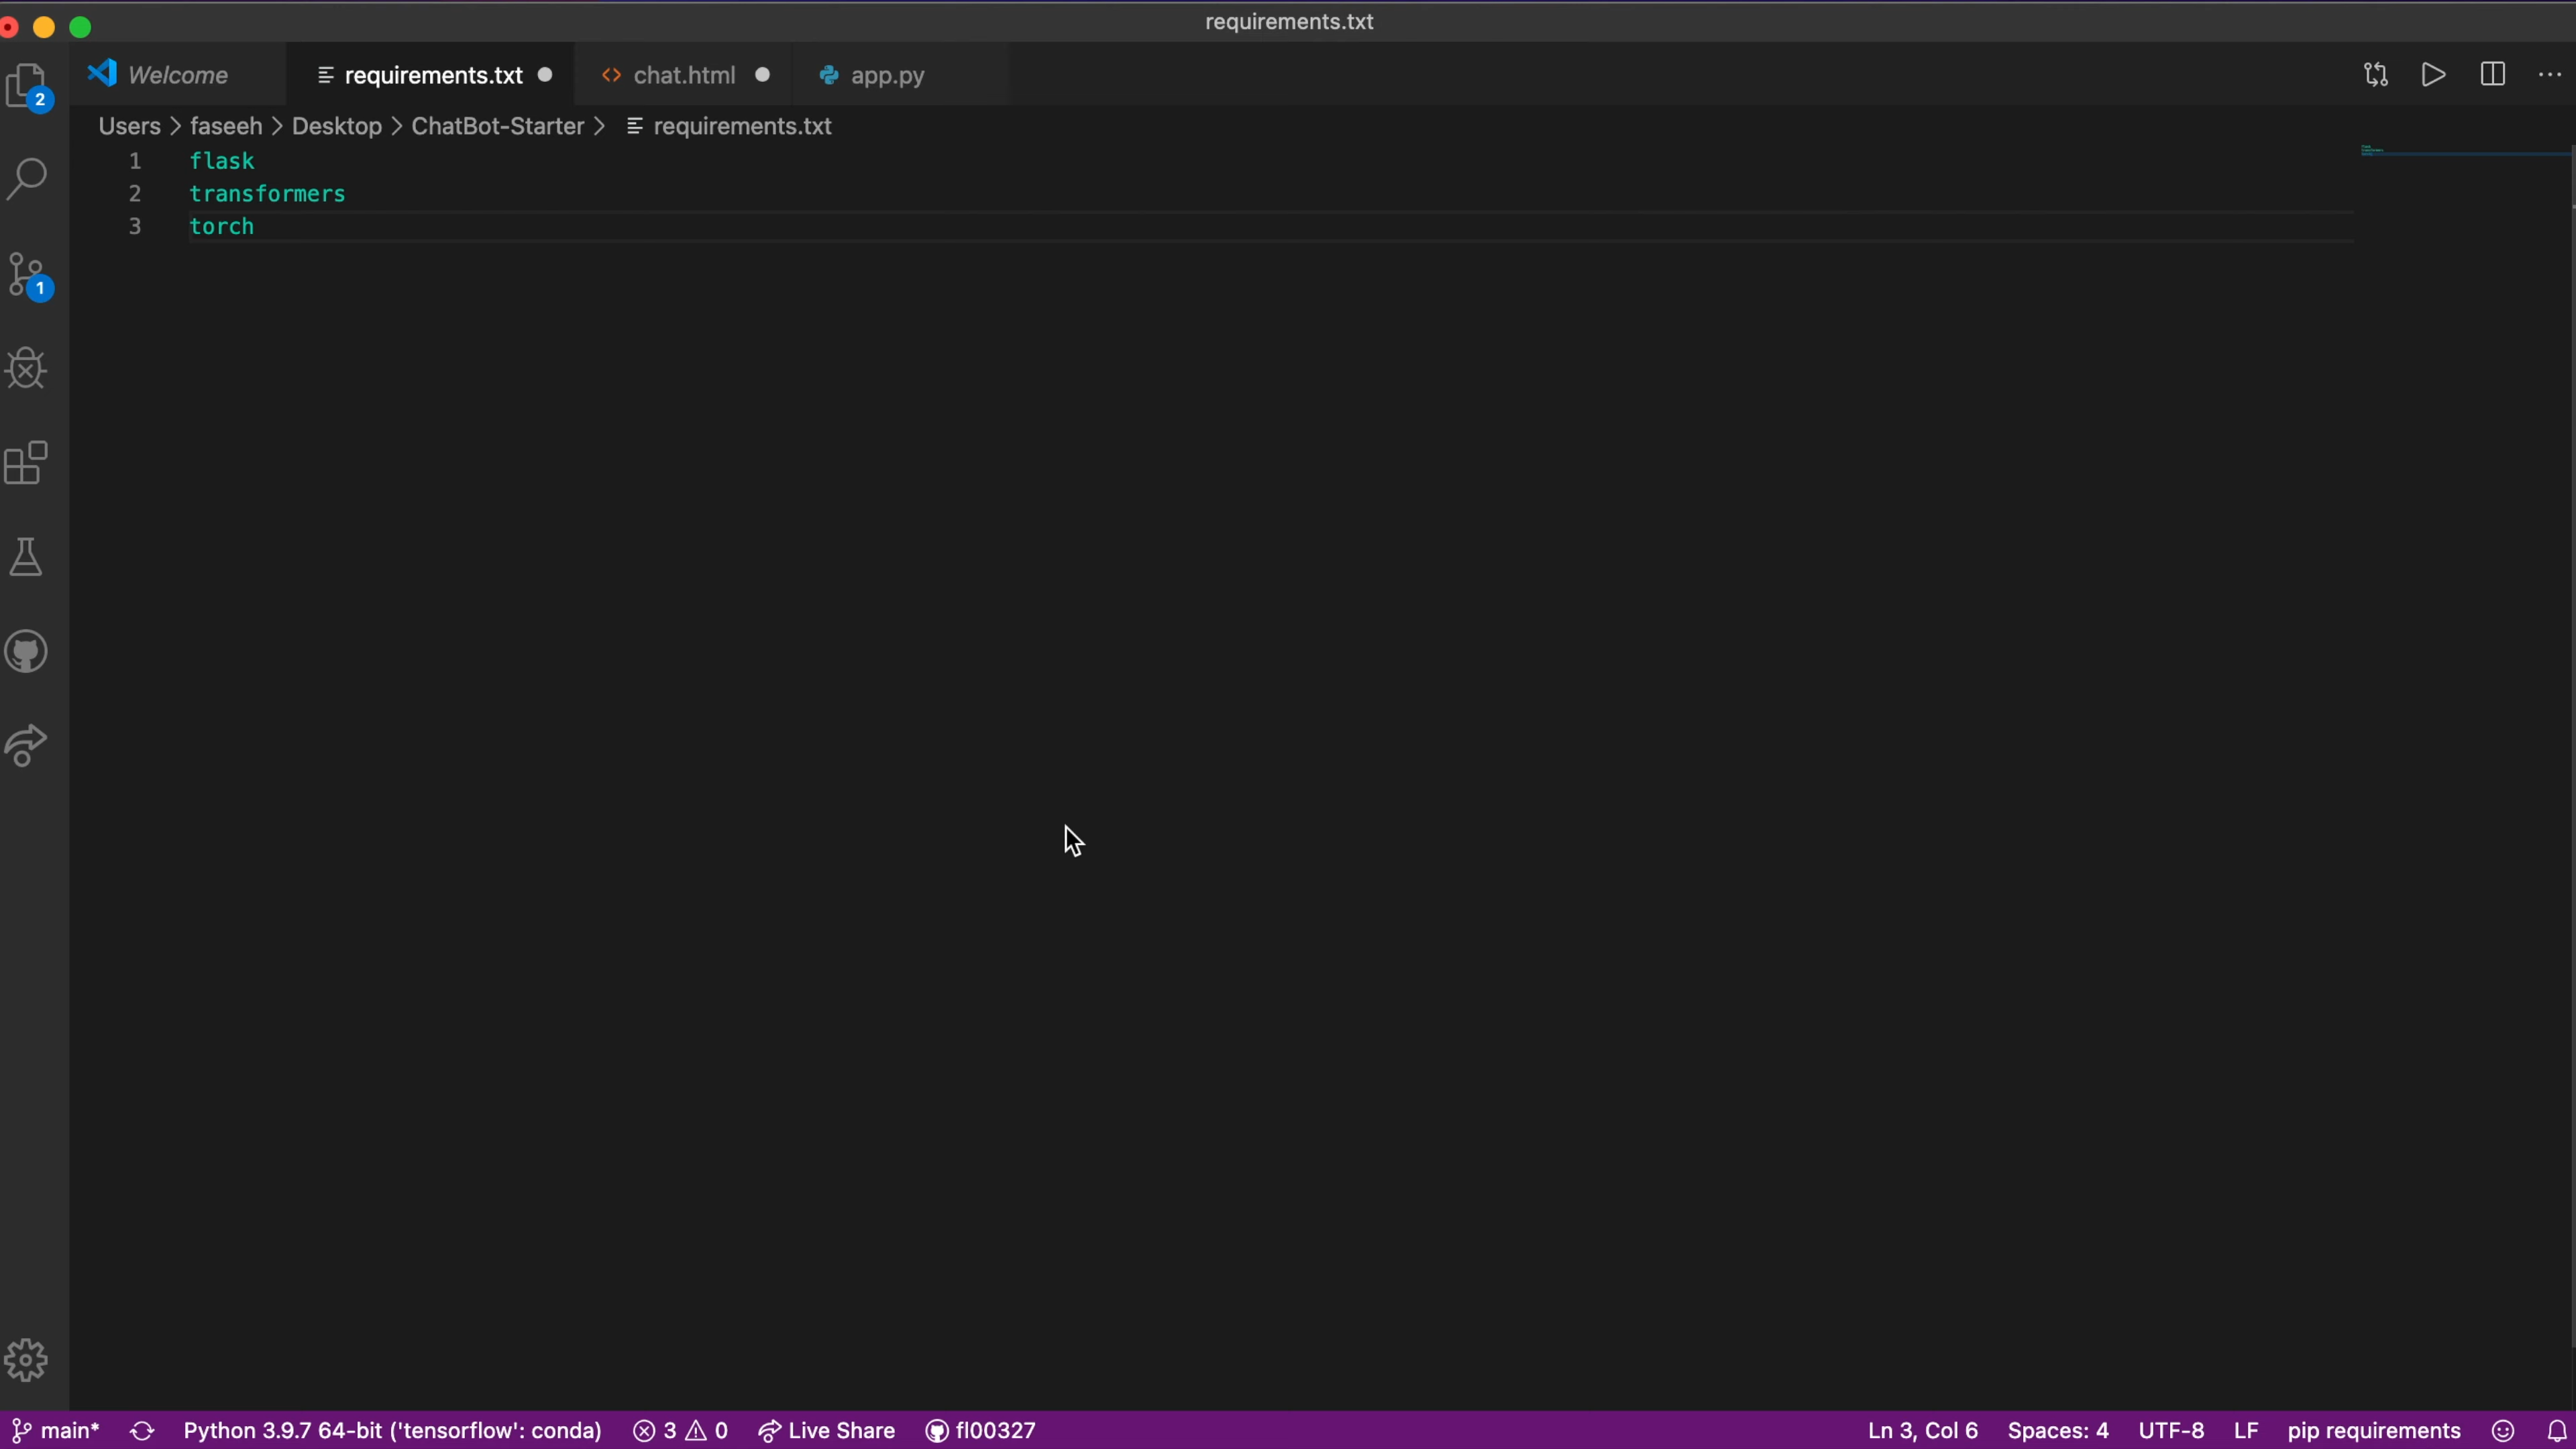 requirements.txt
Welcome requirements.txt chat.html app.py
2
Users > faseeh > Desktop > ChatBot-Starter > requirements.txt
1 flask
2 transformers
3 torch
1
main* Python 3.9.7 64-bit ('tensorflow': conda) 3 0 Live Share fl00327 Ln 3, Col 6 Spaces: 4 UTF-8 LF pip requirements